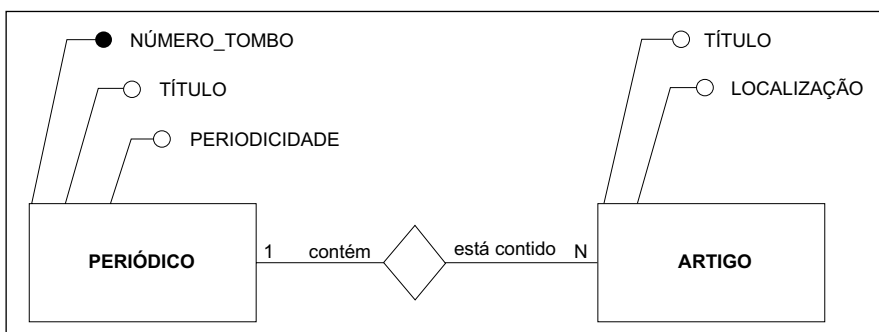 NÚMERO_TOMBO
TÍTULO
PERIODICIDADE
TÍTULO
LOCALIZAÇÃO
PERIÓDICO
1 contém
está contido N
ARTIGO